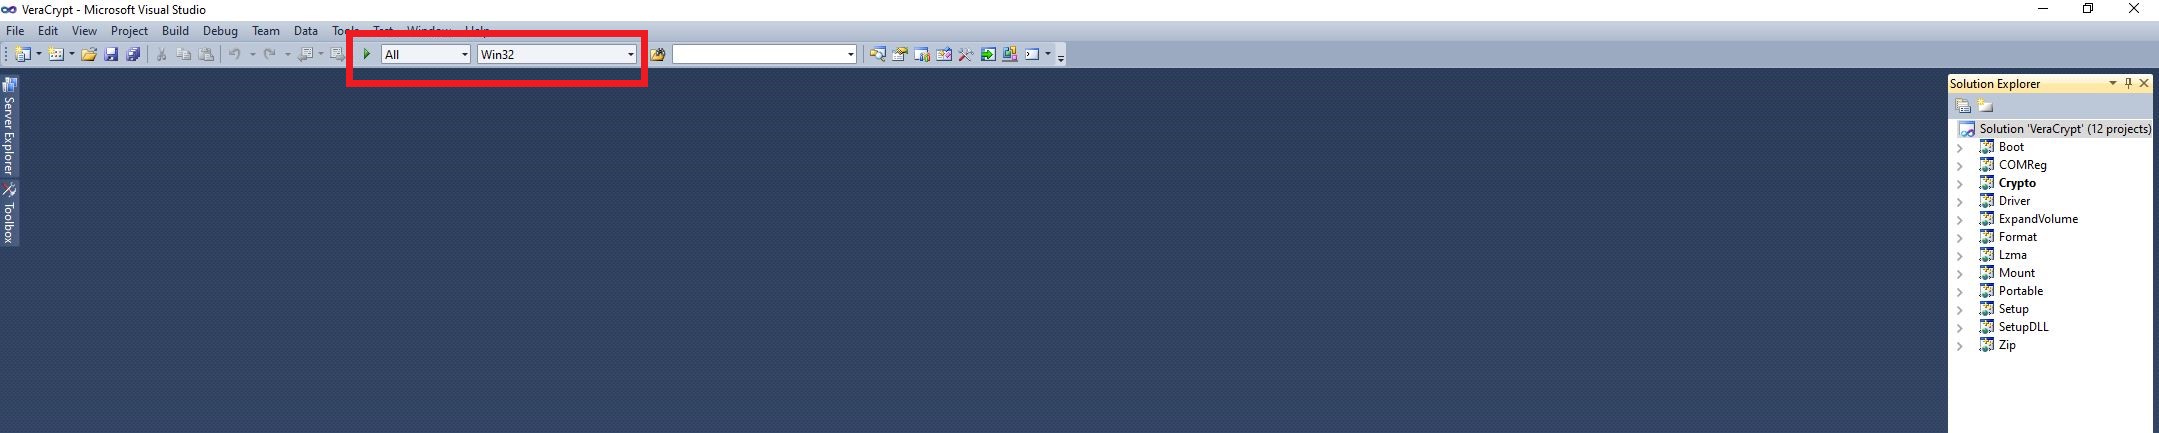 VeraCrypt - Microsoft Visual Studio
File Edit View Project Build Debug Team Data Tools Test Window Help
All Win32
Server Explorer
Toolbox
Solution Explorer
Solution 'VeraCrypt' (12 projects)
Boot
COMReg
Crypto
Driver
ExpandVolume
Format
Lzma
Mount
Portable
Setup
SetupDLL
Zip